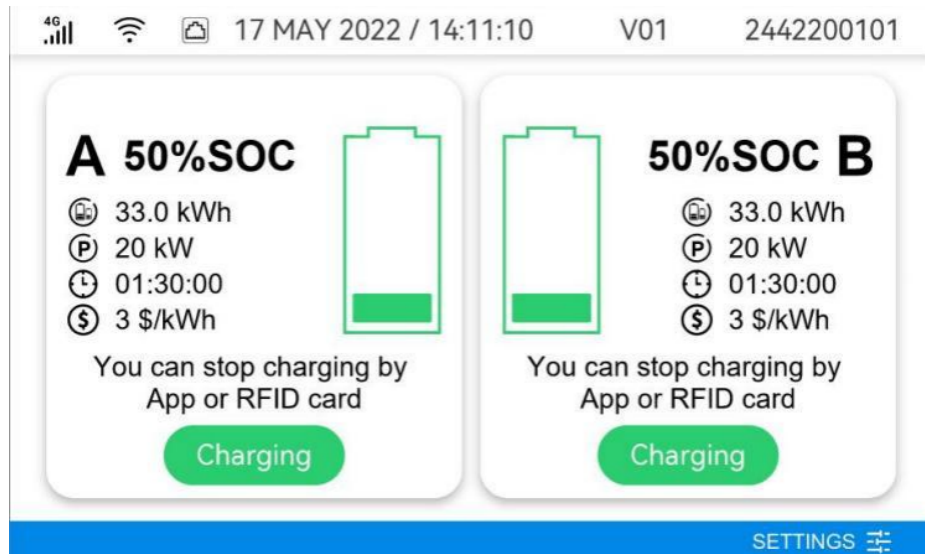 4G 17 MAY 2022 / 14:11:10 V01 2442200101
A 50%SOC
33.0 kWh
P 20 kW
01:30:00
$ 3 $/kWh
You can stop charging by
App or RFID card
Charging
50%SOC B
33.0 kWh
P 20 kW
01:30:00
$ 3 $/kWh
You can stop charging by
App or RFID card
Charging
SETTINGS